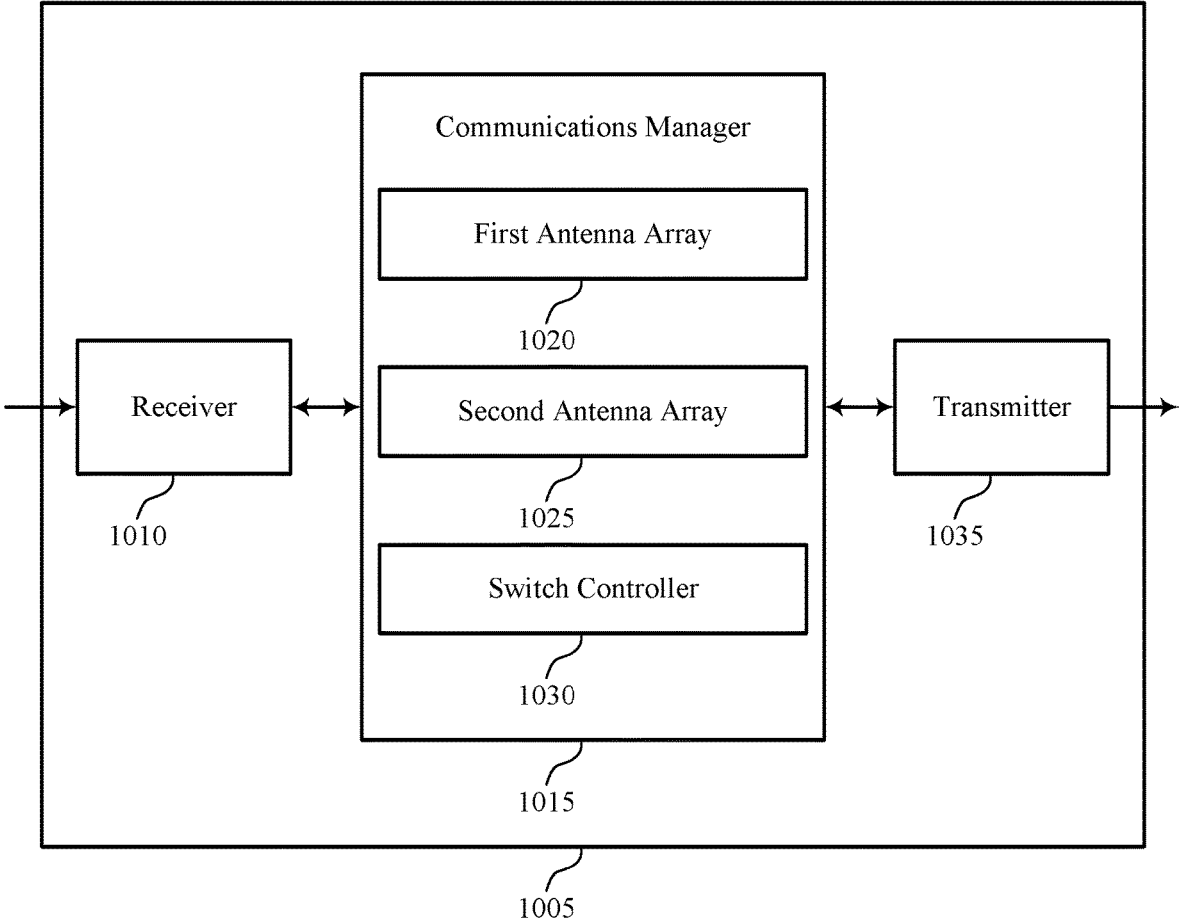 Communications Manager
First Antenna Array
1020
Receiver
Second Antenna Array
Transmitter
1010
1025
1035
Switch Controller
1030
1015
1005